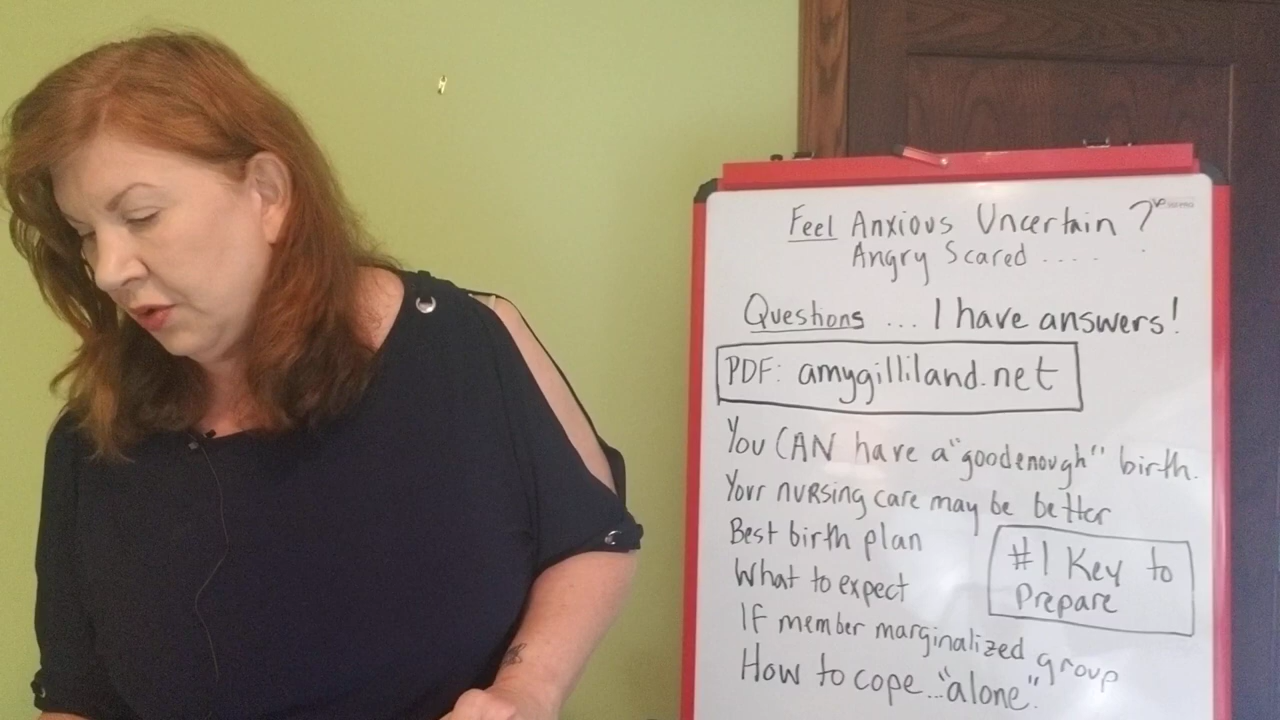 Feel Anxious Uncertain ?
Angry Scared ....
Questions ... I have answers!
PDF: amygilliland.net
You CAN have a "goodenough" birth.
Your nursing care may be better
Best birth plan
What to expect
#1 Key to
Prepare
IF member marginalized group
How to cope..."alone".